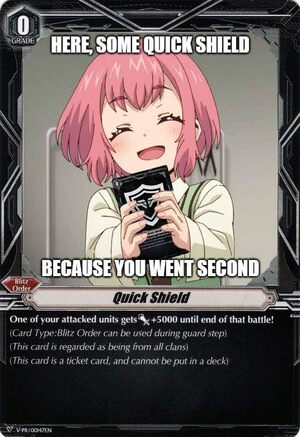 0
GRADE
HERE, SOME QUICK SHIELD
BECAUSE YOU WENT SECOND
Blitz
Order
Quick Shield
One of your attacked units gets +5000 until end of that battle!
(Card Type:Blitz Order can be used during guard step)
(This card is regarded as being from all clans)
(This card is a ticket card, and cannot be put in a deck)
V-PR/00147EN